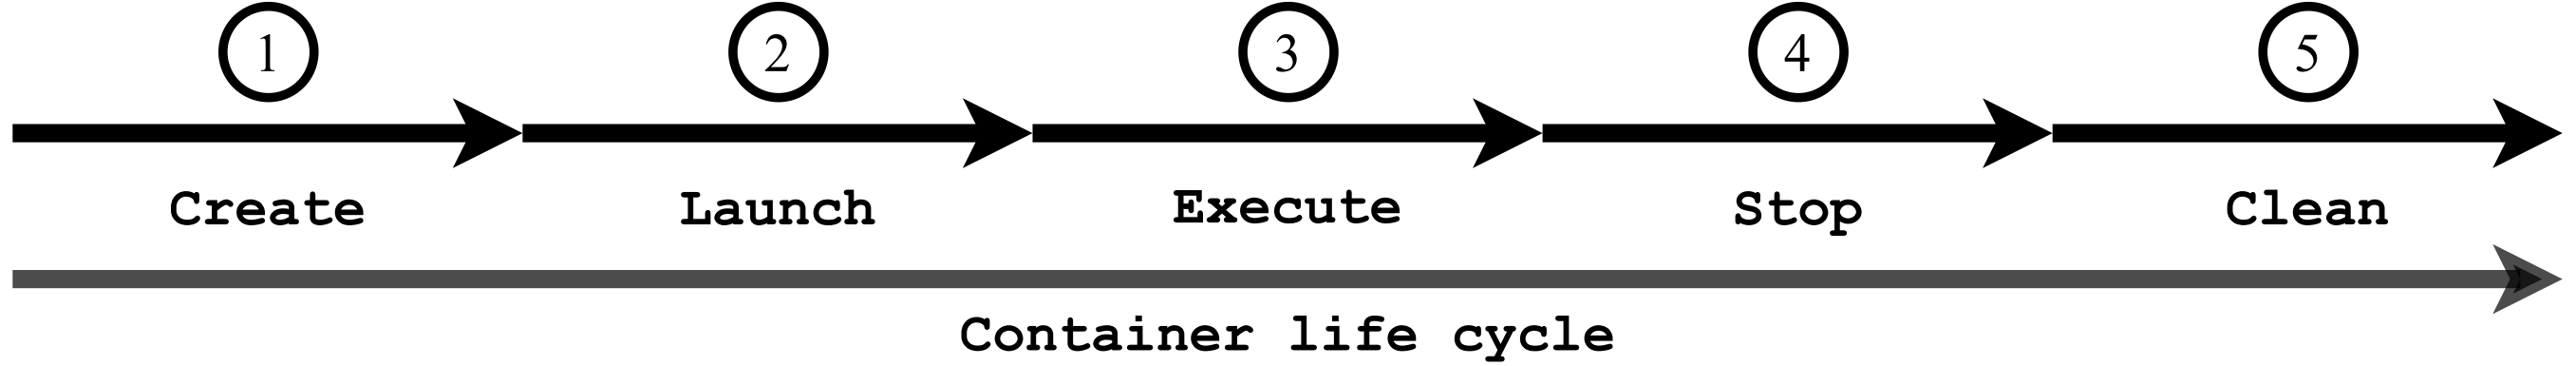 1 2 3 4 5
Create Launch Execute Stop Clean
Container life cycle